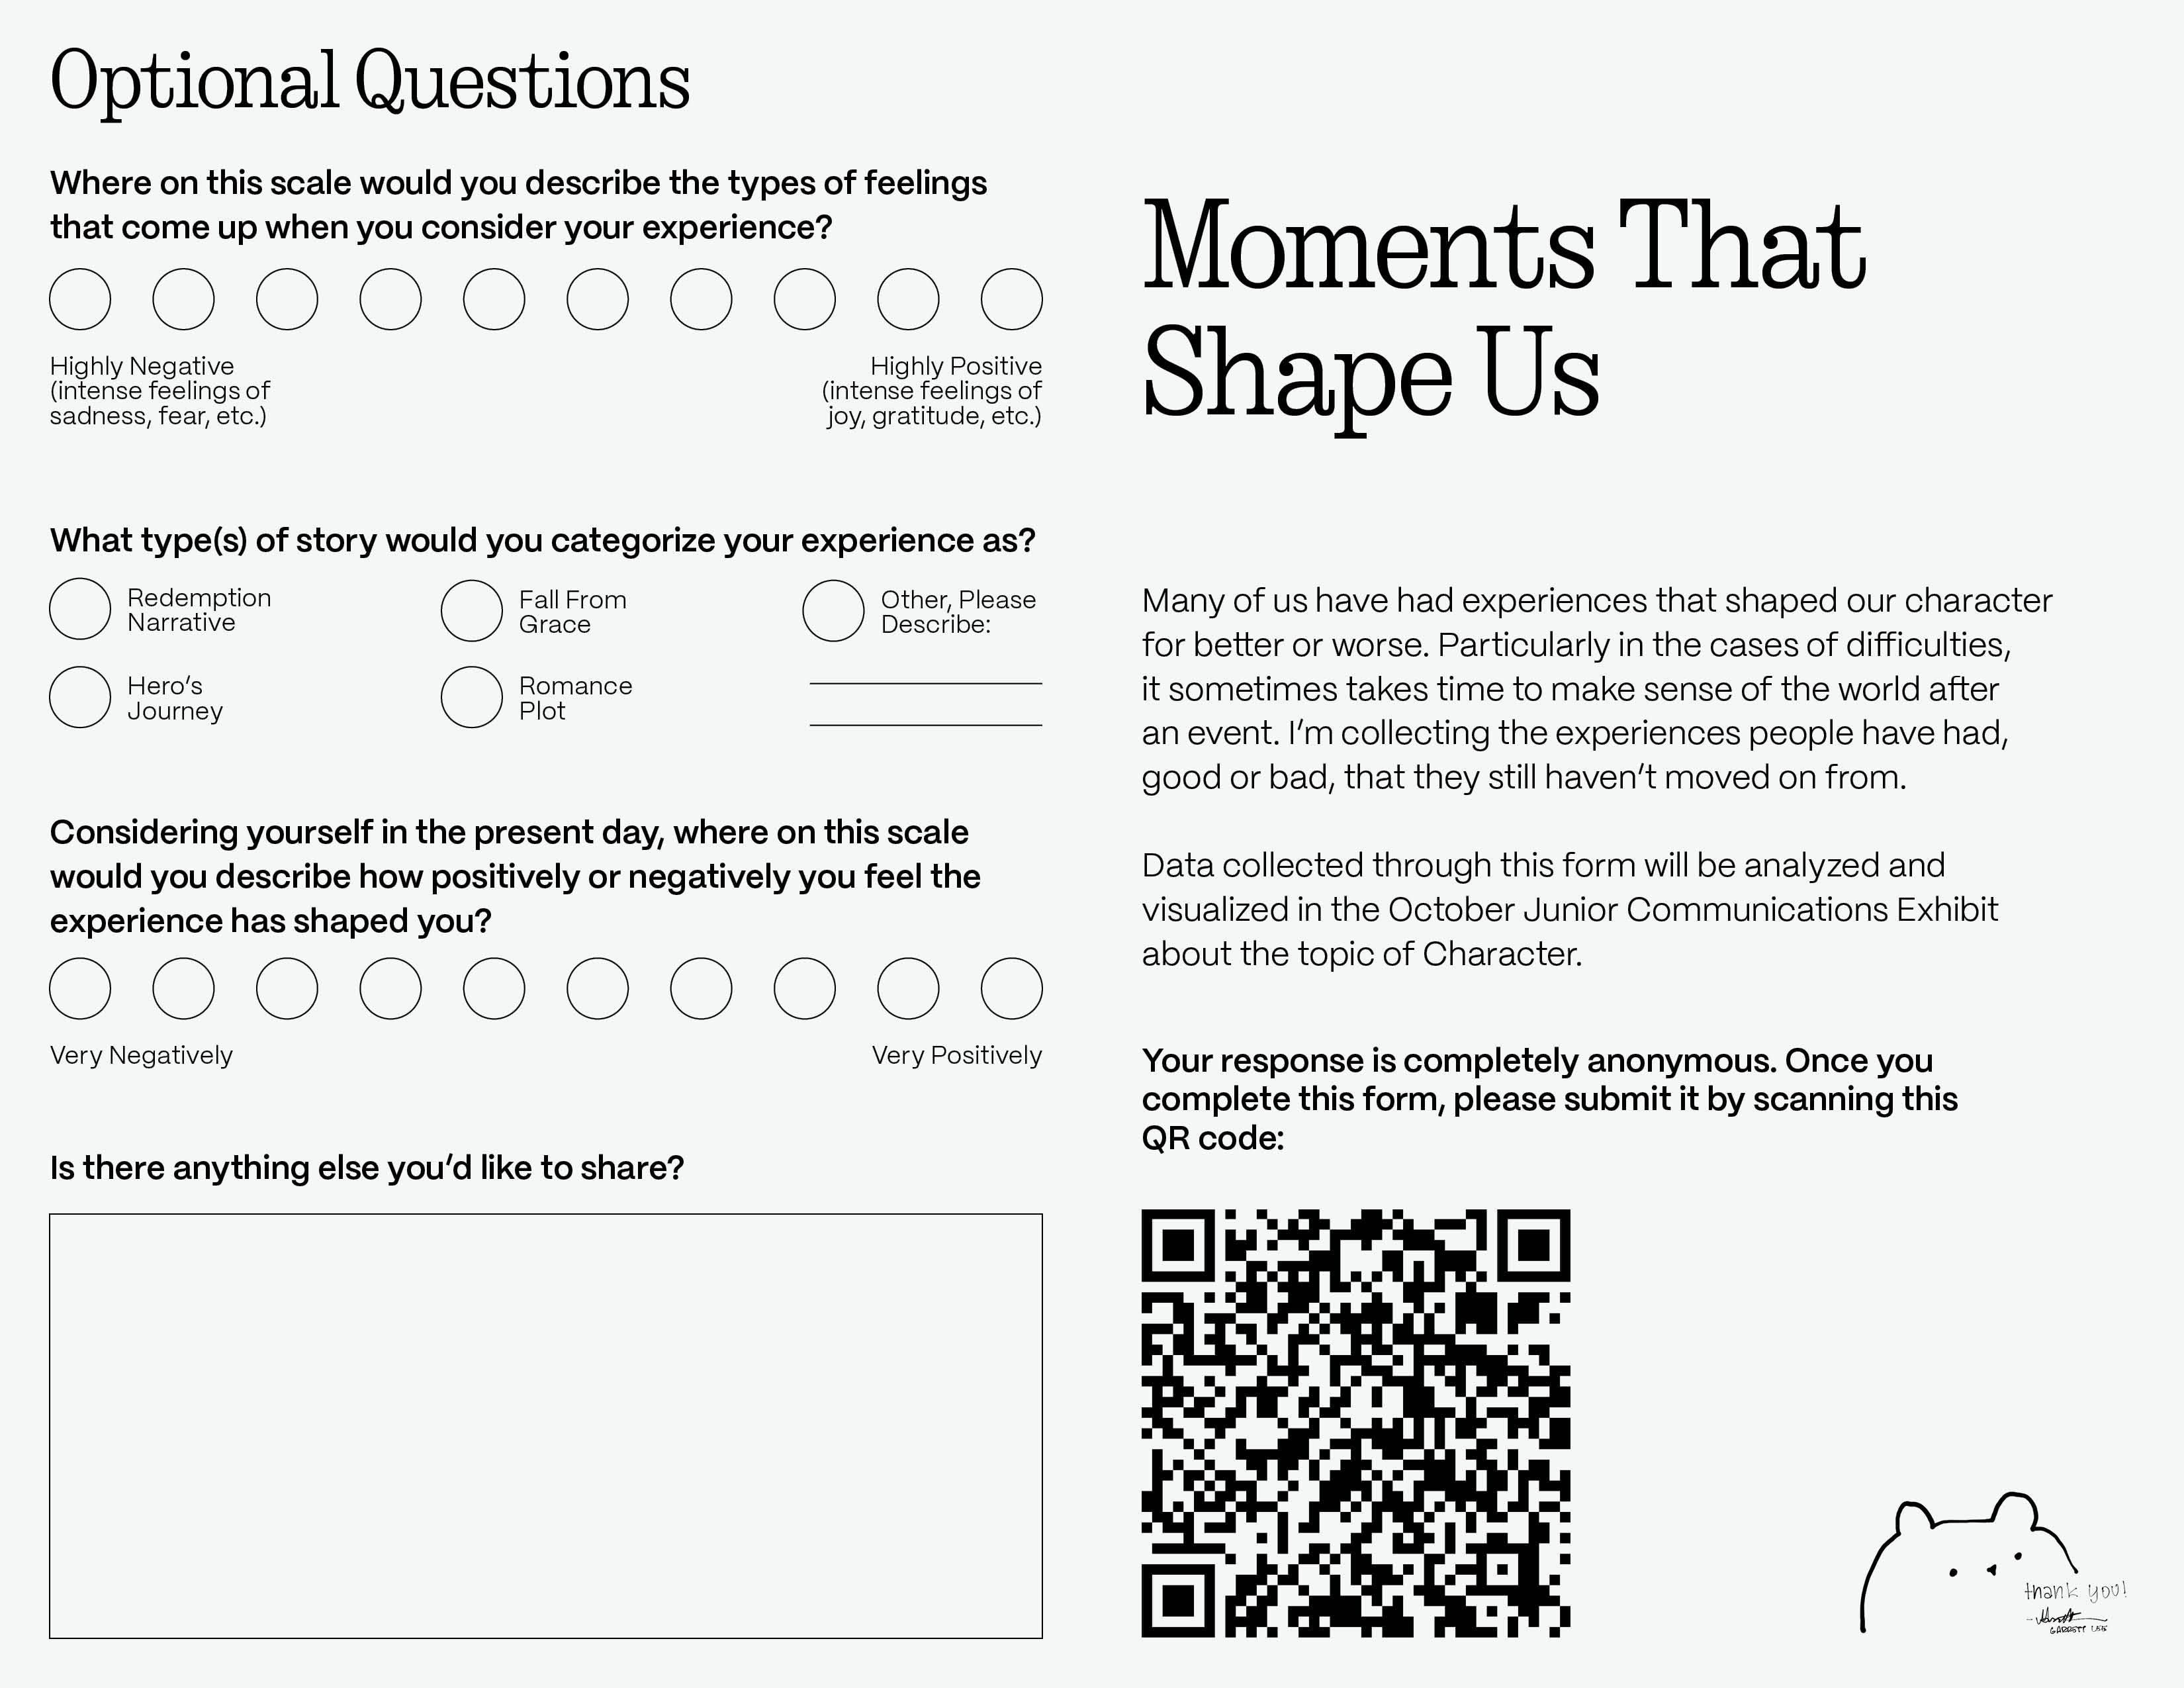 Optional Questions
Where on this scale would you describe the types of feelings
that come up when you consider your experience?
Highly Negative
(intense feelings of
sadness, fear, etc.)
Highly Positive
(intense feelings of
joy, gratitude, etc.)
What type(s) of story would you categorize your experience as?
Redemption
Narrative
Fall From
Grace
Other, Please
Describe:
Hero’s
Journey
Romance
Plot
Considering yourself in the present day, where on this scale
would you describe how positively or negatively you feel the
experience has shaped you?
Very Negatively
Very Positively
Is there anything else you’d like to share?
Moments That
Shape Us
Many of us have had experiences that shaped our character
for better or worse. Particularly in the cases of difficulties,
it sometimes takes time to make sense of the world after
an event. I’m collecting the experiences people have had,
good or bad, that they still haven’t moved on from.
Data collected through this form will be analyzed and
visualized in the October Junior Communications Exhibit
about the topic of Character.
Your response is completely anonymous. Once you
complete this form, please submit it by scanning this
QR code:
thank you!
GARRETT